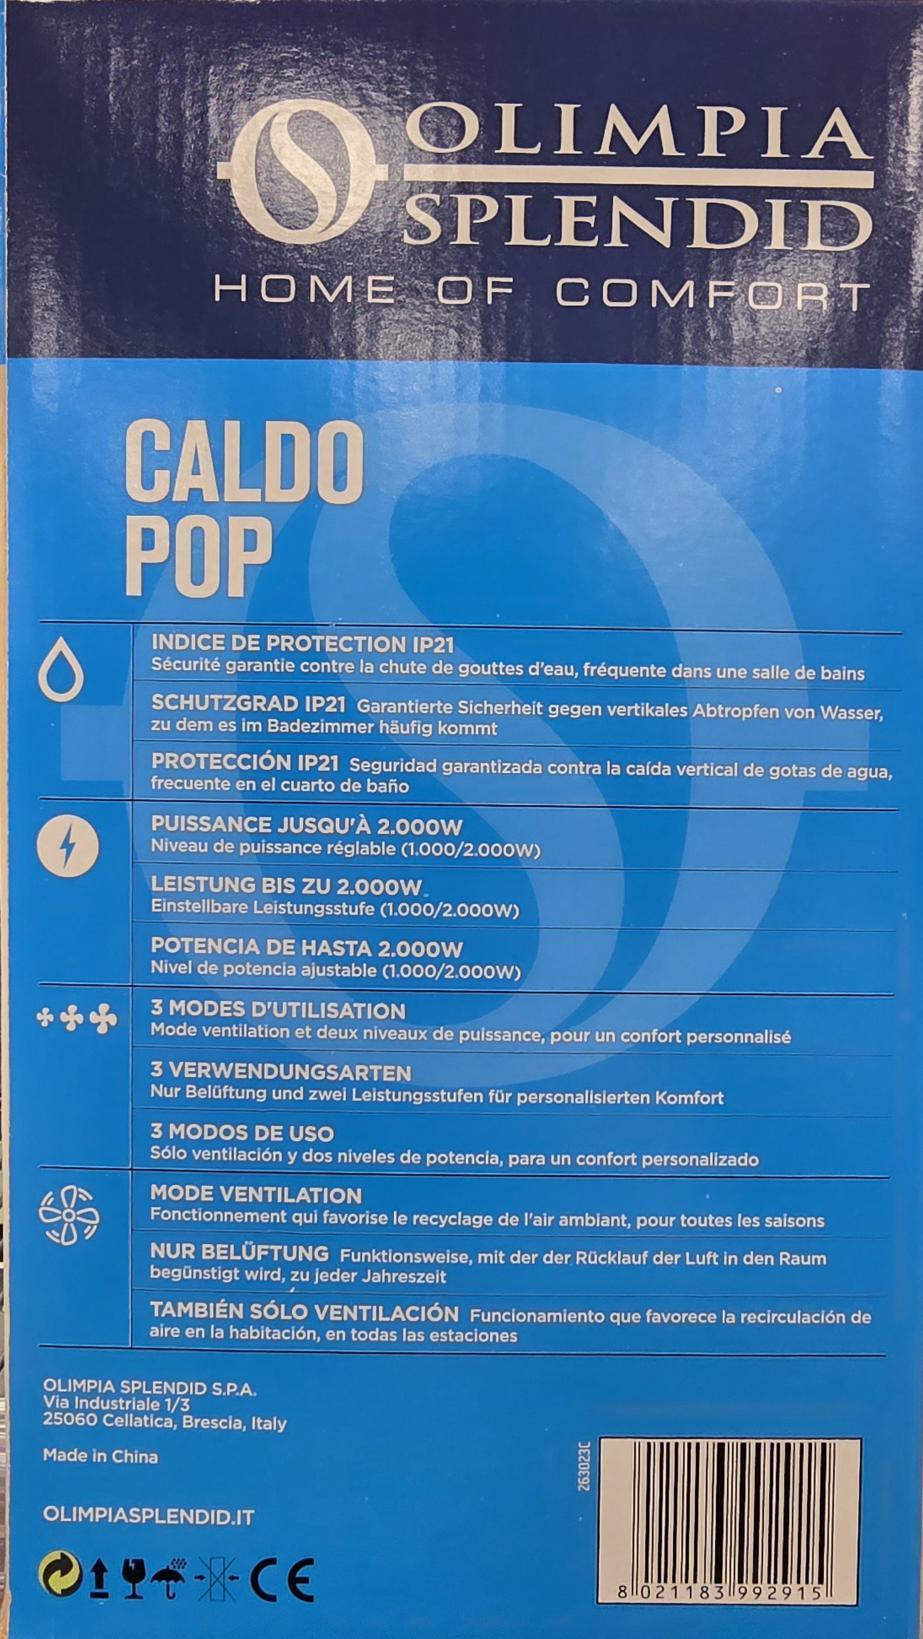 OLIMPIA
SPLENDID
HOME OF COMFORT
CALDO
POP
INDICE DE PROTECTION IP21
Sécurité garantie contre la chute de gouttes d'eau, fréquente dans une salle de bains
SCHUTZGRAD IP21 Garantierte Sicherheit gegen vertikales Abtropfen von Wasser,
zu dem es im Badezimmer häufig kommt
PROTECCIÓN IP21 Seguridad garantizada contra la caída vertical de gotas de agua,
frecuente en el cuarto de baño
PUISSANCE JUSQU'À 2.000W
Niveau de puissance réglable (1.000/2.000W)
LEISTUNG BIS ZU 2.000W
Einstellbare Leistungsstufe (1.000/2.000W)
POTENCIA DE HASTA 2.000W
Nivel de potencia ajustable (1.000/2.000W)
3 MODES D'UTILISATION
Mode ventilation et deux niveaux de puissance, pour un confort personnalisé
3 VERWENDUNGSARTEN
Nur Belüftung und zwei Leistungsstufen für personalisierten Komfort
3 MODOS DE USO
Sólo ventilación y dos niveles de potencia, para un confort personalizado
MODE VENTILATION
Fonctionnement qui favorise le recyclage de l'air ambiant, pour toutes les saisons
NUR BELÜFTUNG Funktionsweise, mit der der Rücklauf der Luft in den Raum
begünstigt wird, zu jeder Jahreszeit
TAMBIÉN SÓLO VENTILACIÓN Funcionamiento que favorece la recirculación de
aire en la habitación, en todas las estaciones
OLIMPIA SPLENDID S.P.A.
Via Industriale 1/3
25060 Cellatica, Brescia, Italy
Made in China
OLIMPIASPLENDID.IT
CE
263023C
8 021183 992915